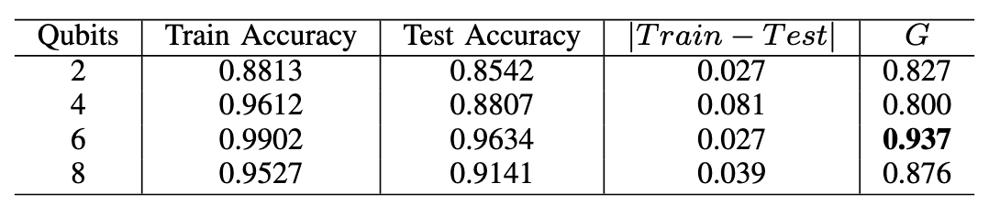 Qubits Train Accuracy Test Accuracy |Train − Test| G
2 0.8813 0.8542 0.027 0.827
4 0.9612 0.8807 0.081 0.800
6 0.9902 0.9634 0.027 0.937
8 0.9527 0.9141 0.039 0.876